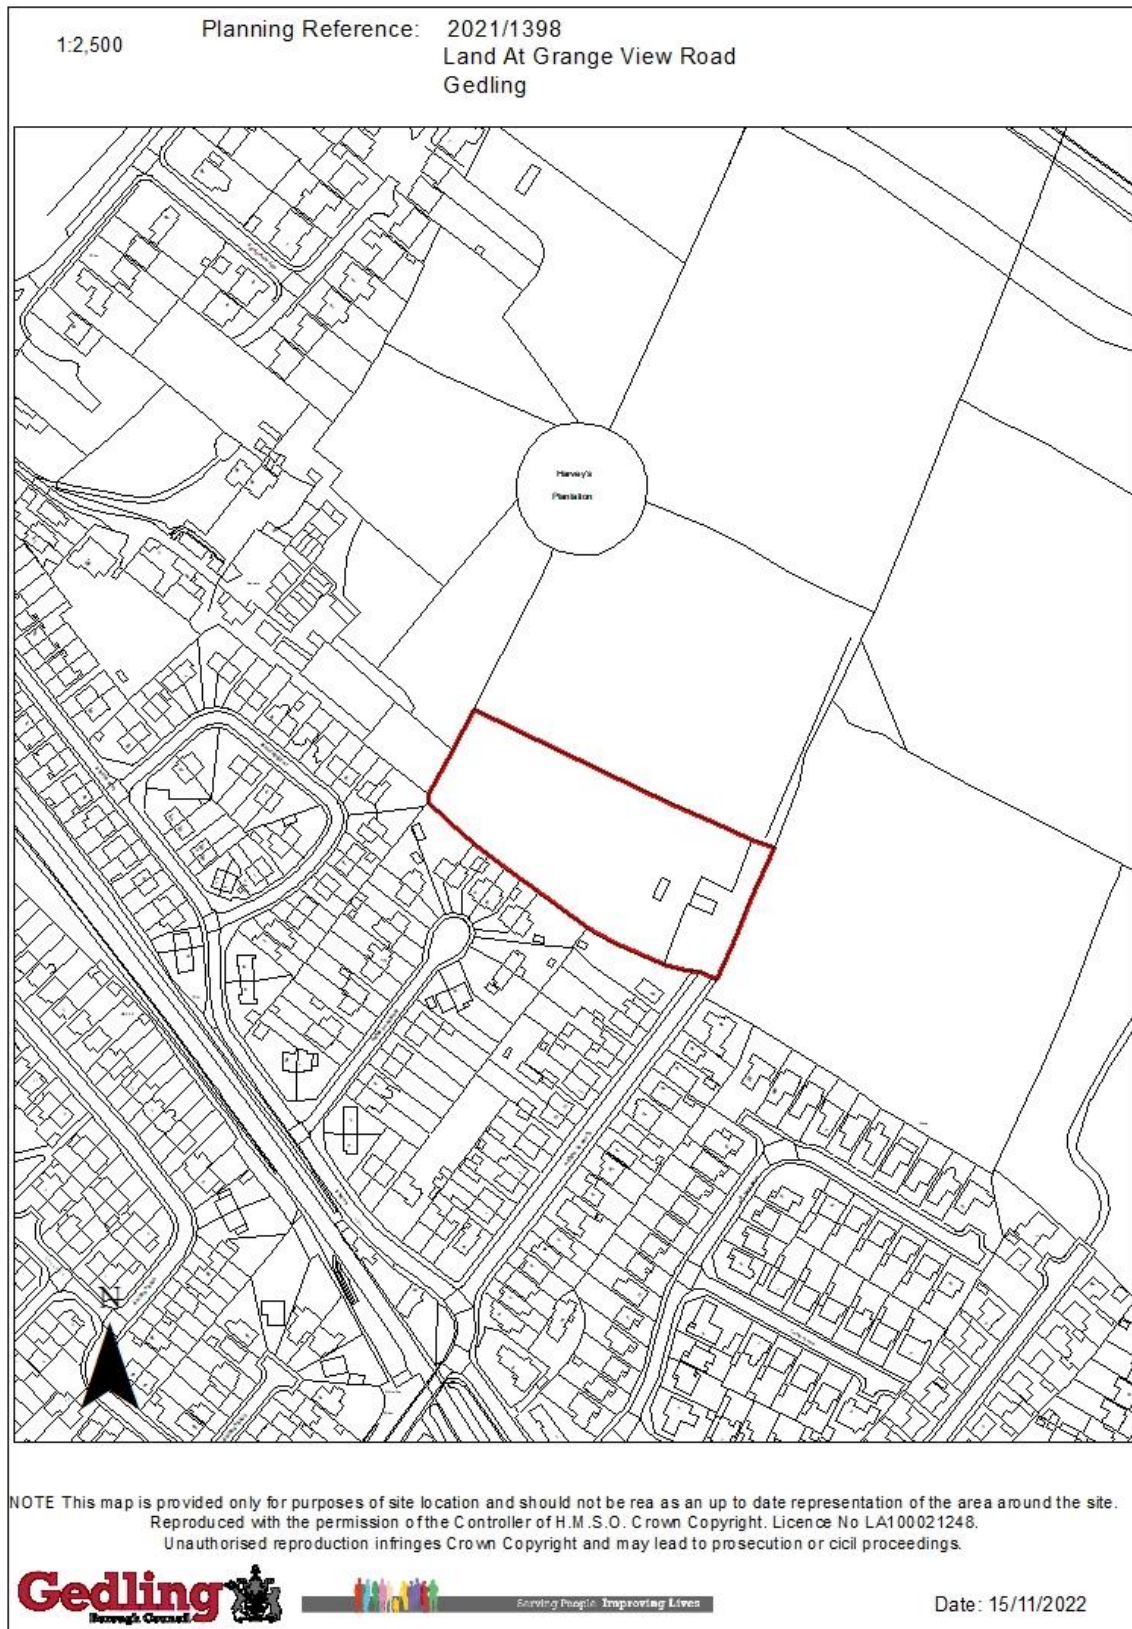 1:2,500
Planning Reference: 2021/1398
Land At Grange View Road
Gedling
Harvey's
Plantation
N
NOTE This map is provided only for purposes of site location and should not be rea as an up to date representation of the area around the site.
Reproduced with the permission of the Controller of H.M.S.O. Crown Copyright. Licence No LA100021248.
Unauthorised reproduction infringes Crown Copyright and may lead to prosecution or cicil proceedings.
Gedling
Borough Council
Serving People Improving Lives
Date: 15/11/2022